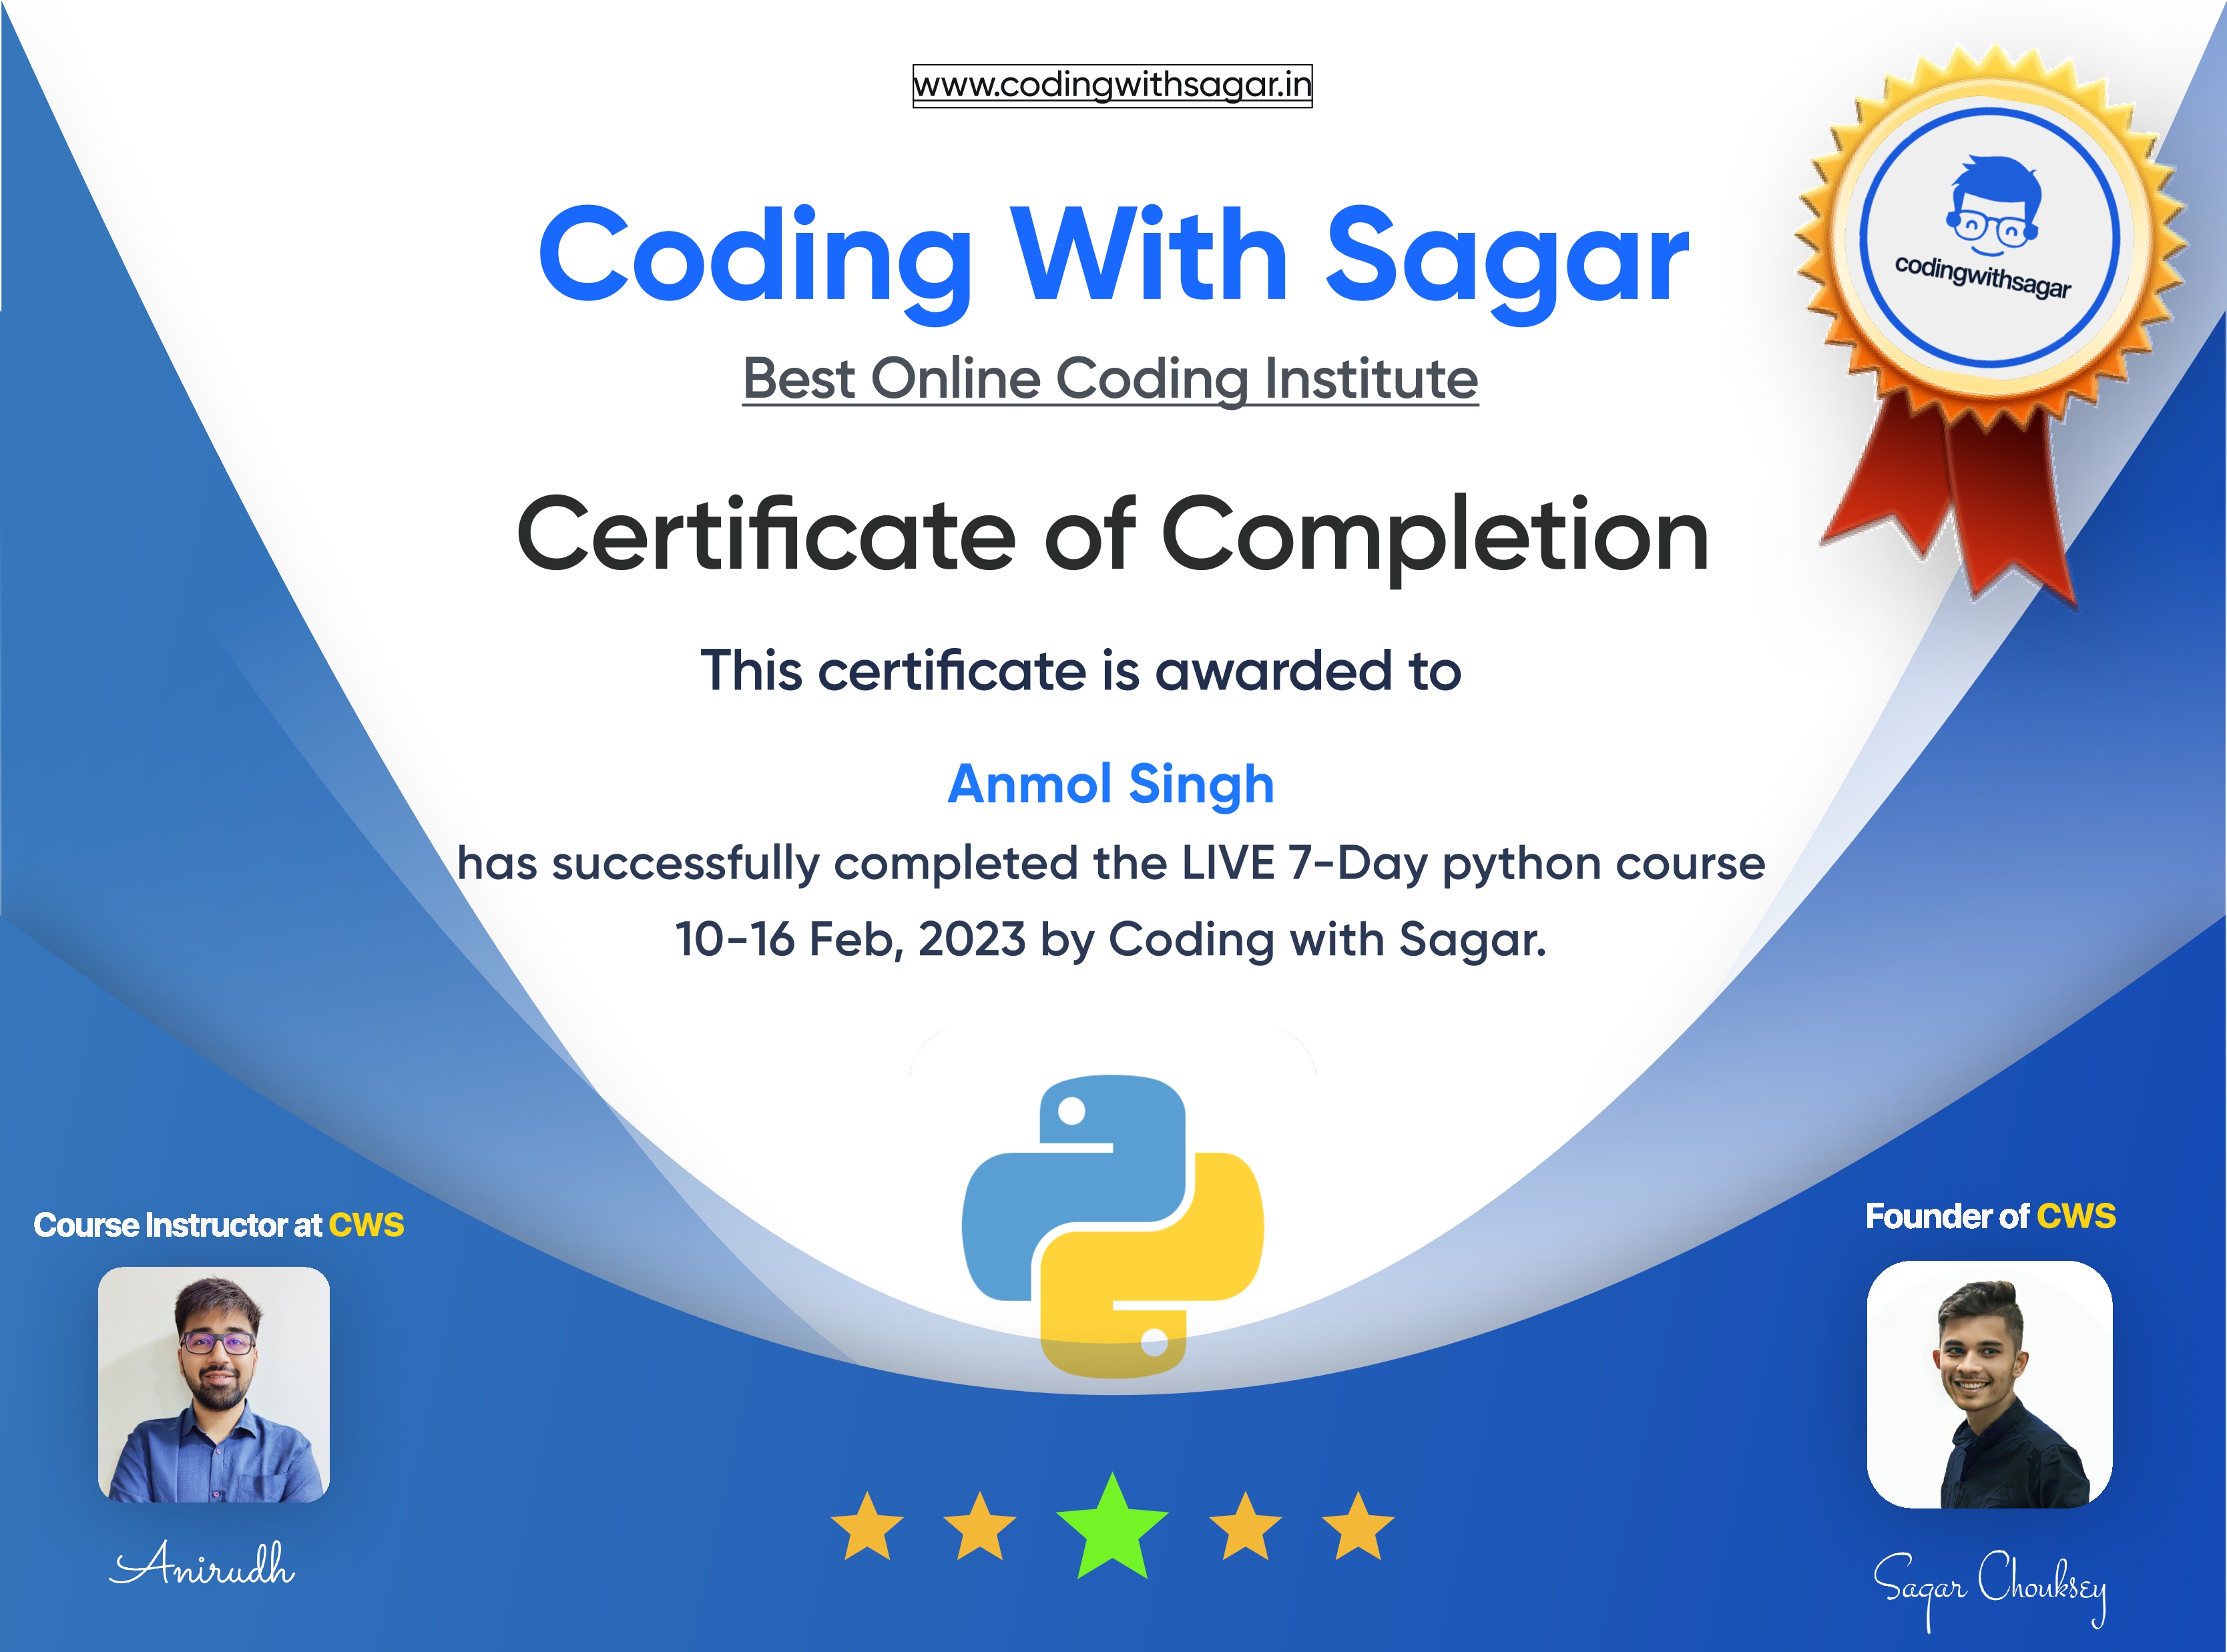 www.codingwithsagar.in
codingwithsagar
Coding With Sagar
Best Online Coding Institute
Certificate of Completion
This certificate is awarded to
Anmol Singh
has successfully completed the LIVE 7-Day python course
10-16 Feb, 2023 by Coding with Sagar.
Course Instructor at CWS
Founder of CWS
Anirudh
Sagar Chouksey